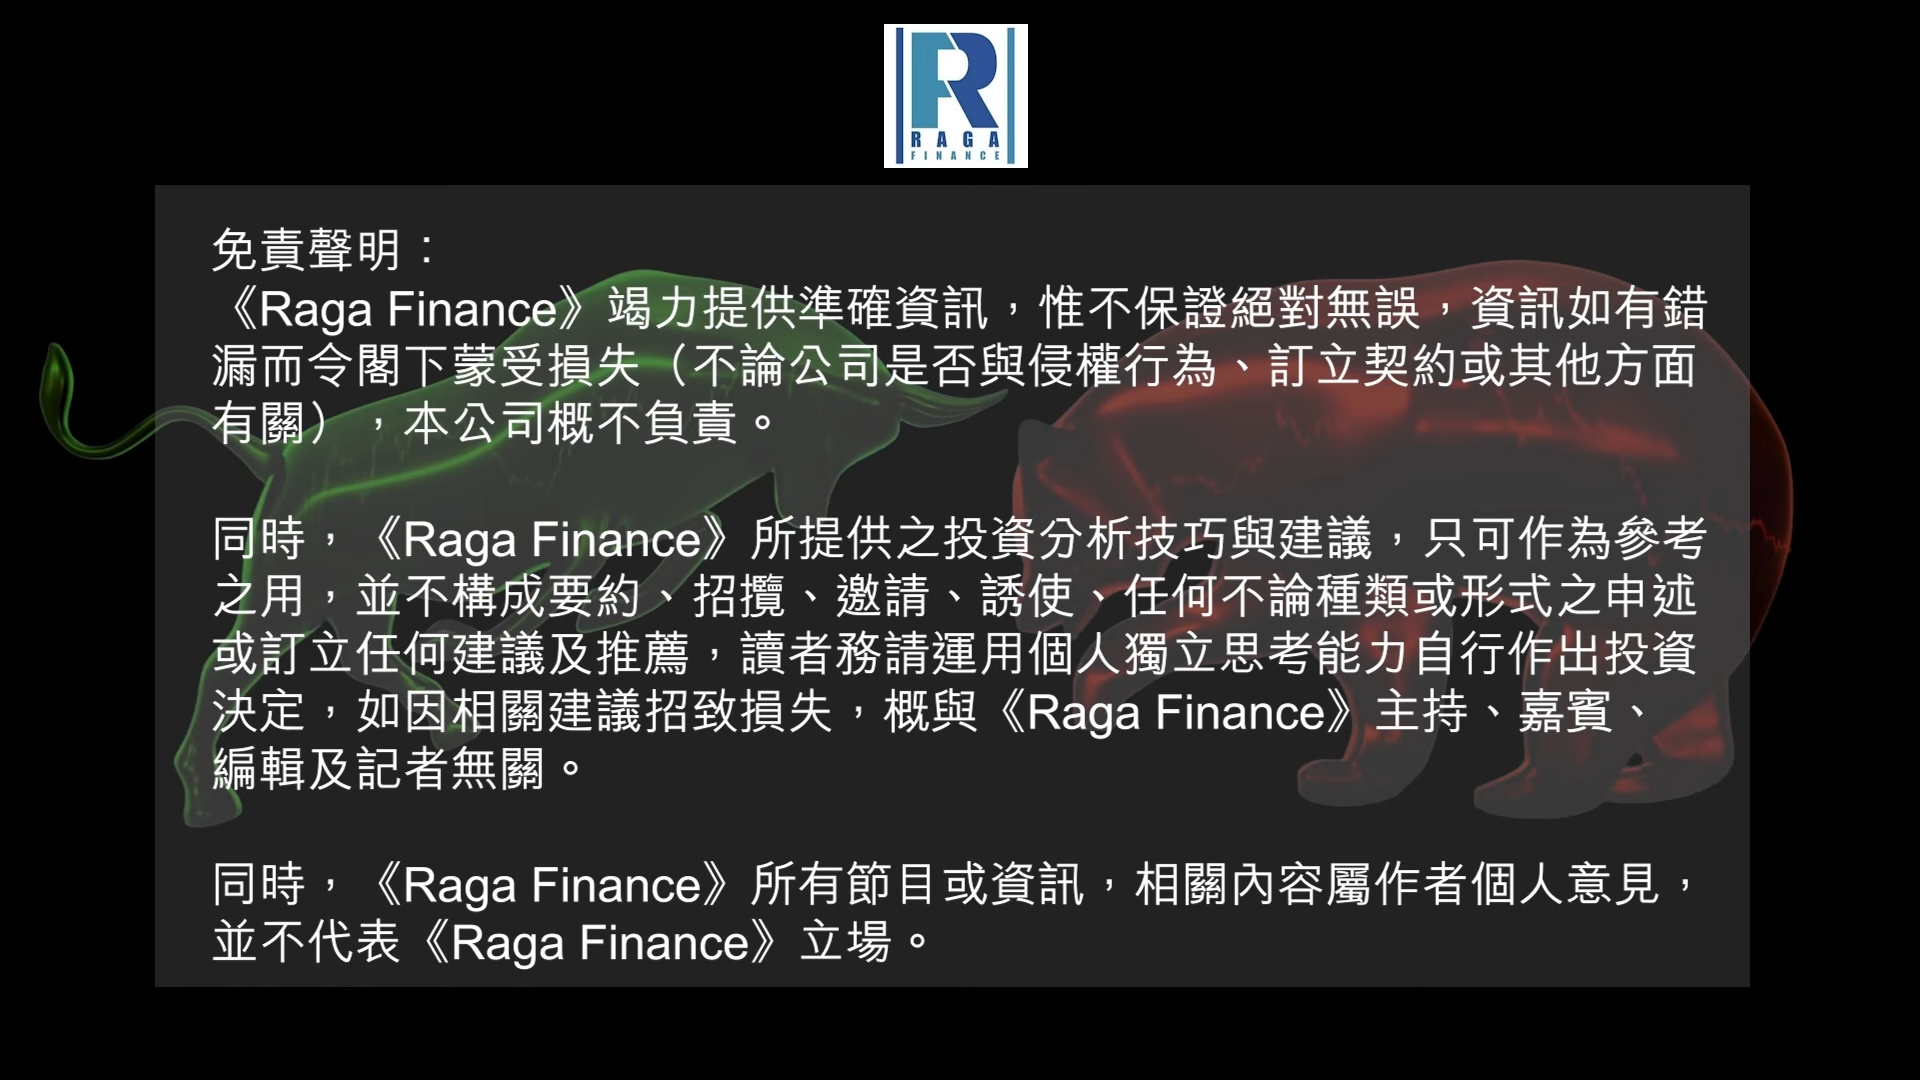 RAGA
FINANCE
免責聲明：
《Raga Finance》竭力提供準確資訊，惟不保證絕對無誤，資訊如有錯
漏而令閣下蒙受損失（不論公司是否與侵權行為、訂立契約或其他方面
有關），本公司概不負責。
同時，《Raga Finance》所提供之投資分析技巧與建議，只可作為參考
之用，並不構成要約、招攬、邀請、誘使、任何不論種類或形式之申述
或訂立任何建議及推薦，讀者務請運用個人獨立思考能力自行作出投資
決定，如因相關建議招致損失，概與《Raga Finance》主持、嘉賓、
編輯及記者無關。
同時，《Raga Finance》所有節目或資訊，相關內容屬作者個人意見，
並不代表《Raga Finance》立場。